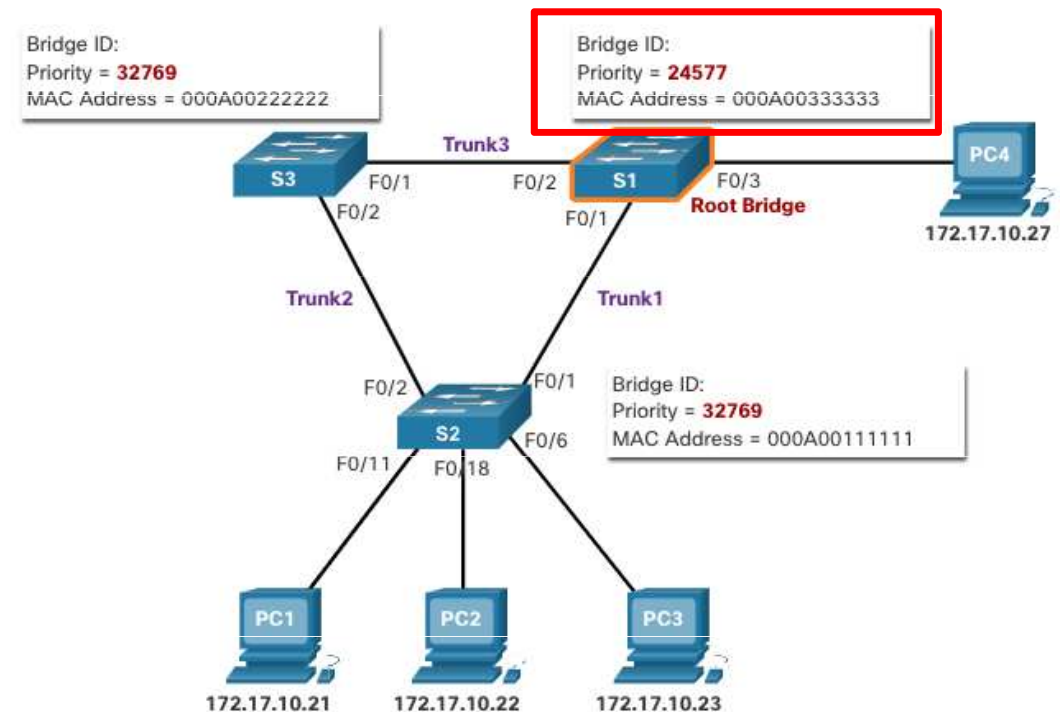 Bridge ID:
Priority = 32769
MAC Address = 000A00222222
Bridge ID:
Priority = 24577
MAC Address = 000A00333333
Trunk3
S3
F0/1
F0/2
S1
F0/3
PC4
F0/2
F0/1
Root Bridge
172.17.10.27
Trunk2
Trunk1
F0/2
F0/1
Bridge ID:
Priority = 32769
MAC Address = 000A00111111
S2
F0/6
F0/11
F0/18
PC1
PC2
PC3
172.17.10.21
172.17.10.22
172.17.10.23